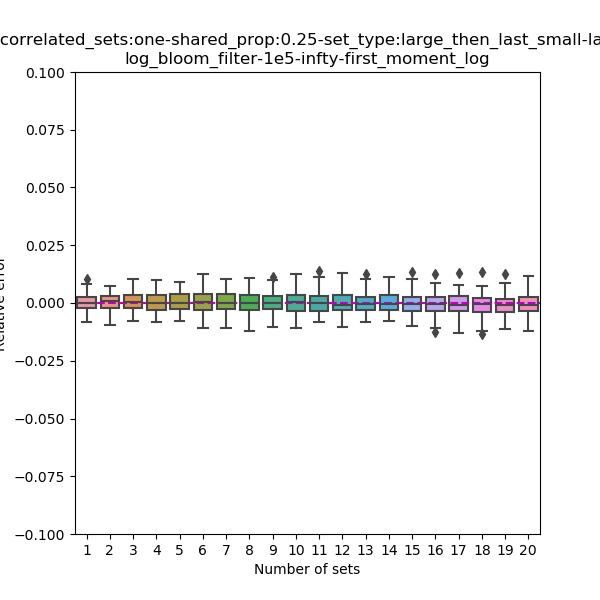 correlated_sets:one-shared_prop:0.25-set_type:large_then_last_small-la
log_bloom_filter-1e5-infty-first_moment_log
0.100
0.075
0.050
0.025
0.000
−0.025
−0.050
−0.075
−0.100
Relative error
1 2 3 4 5 6 7 8 9 10 11 12 13 14 15 16 17 18 19 20
Number of sets